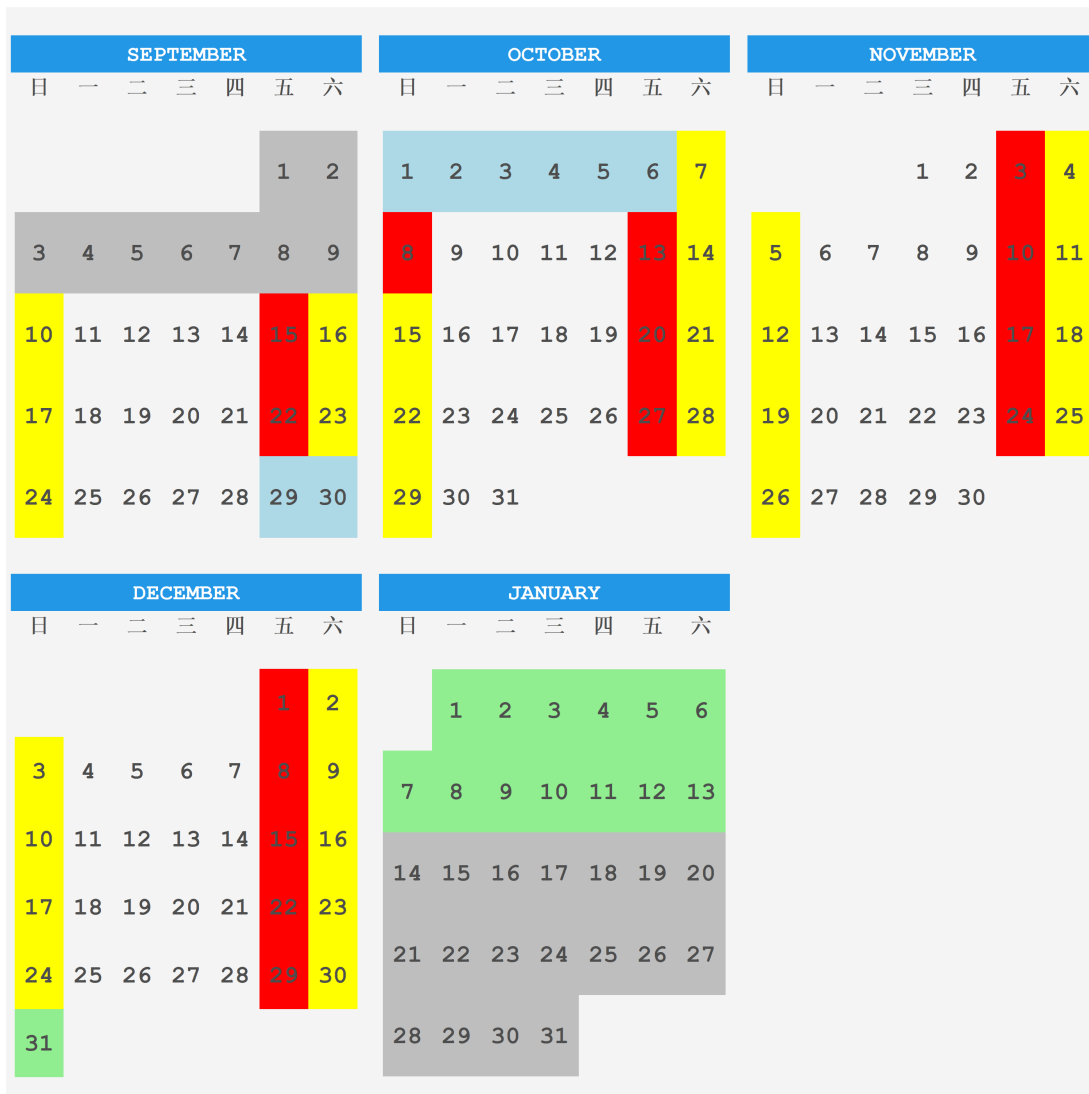 SEPTEMBER OCTOBER NOVEMBER
日 一 二 三 四 五 六 日 一 二 三 四 五 六 日 一 二 三 四 五 六
1 2 1 2 3 4 5 6 7 1 2 3 4
3 4 5 6 7 8 9 8 9 10 11 12 13 14 5 6 7 8 9 10 11
10 11 12 13 14 15 16 15 16 17 18 19 20 21 12 13 14 15 16 17 18
17 18 19 20 21 22 23 22 23 24 25 26 27 28 19 20 21 22 23 24 25
24 25 26 27 28 29 30 29 30 31 26 27 28 29 30
DECEMBER JANUARY
日 一 二 三 四 五 六 日 一 二 三 四 五 六
1 2 1 2 3 4 5 6
3 4 5 6 7 8 9 7 8 9 10 11 12 13
10 11 12 13 14 15 16 14 15 16 17 18 19 20
17 18 19 20 21 22 23 21 22 23 24 25 26 27
24 25 26 27 28 29 30 28 29 30 31
31